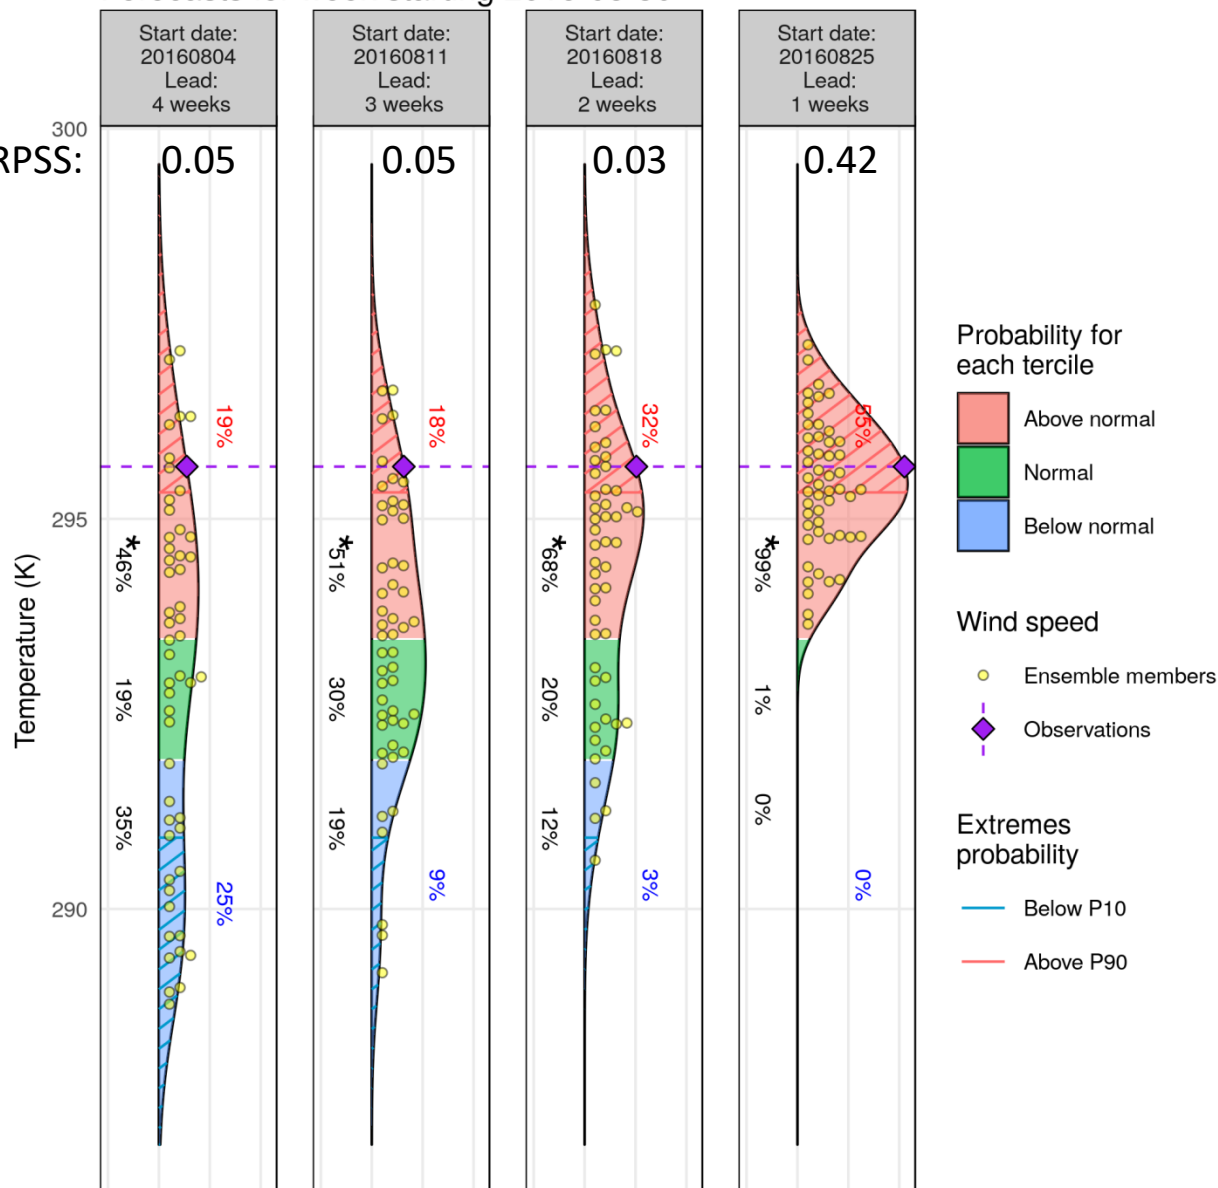 Start date:
20160804
Lead:
4 weeks
Start date:
20160811
Lead:
3 weeks
Start date:
20160818
Lead:
2 weeks
Start date:
20160825
Lead:
1 weeks
RPSS:
0.05
0.05
0.03
0.42
300
295
290
Temperature (K)
19%
*46%
19%
35%
25%
18%
*51%
30%
19%
9%
32%
*68%
20%
12%
3%
55%
*99%
1%
0%
0%
Probability for
each tercile
Above normal
Normal
Below normal
Wind speed
Ensemble members
Observations
Extremes
probability
Below P10
Above P90